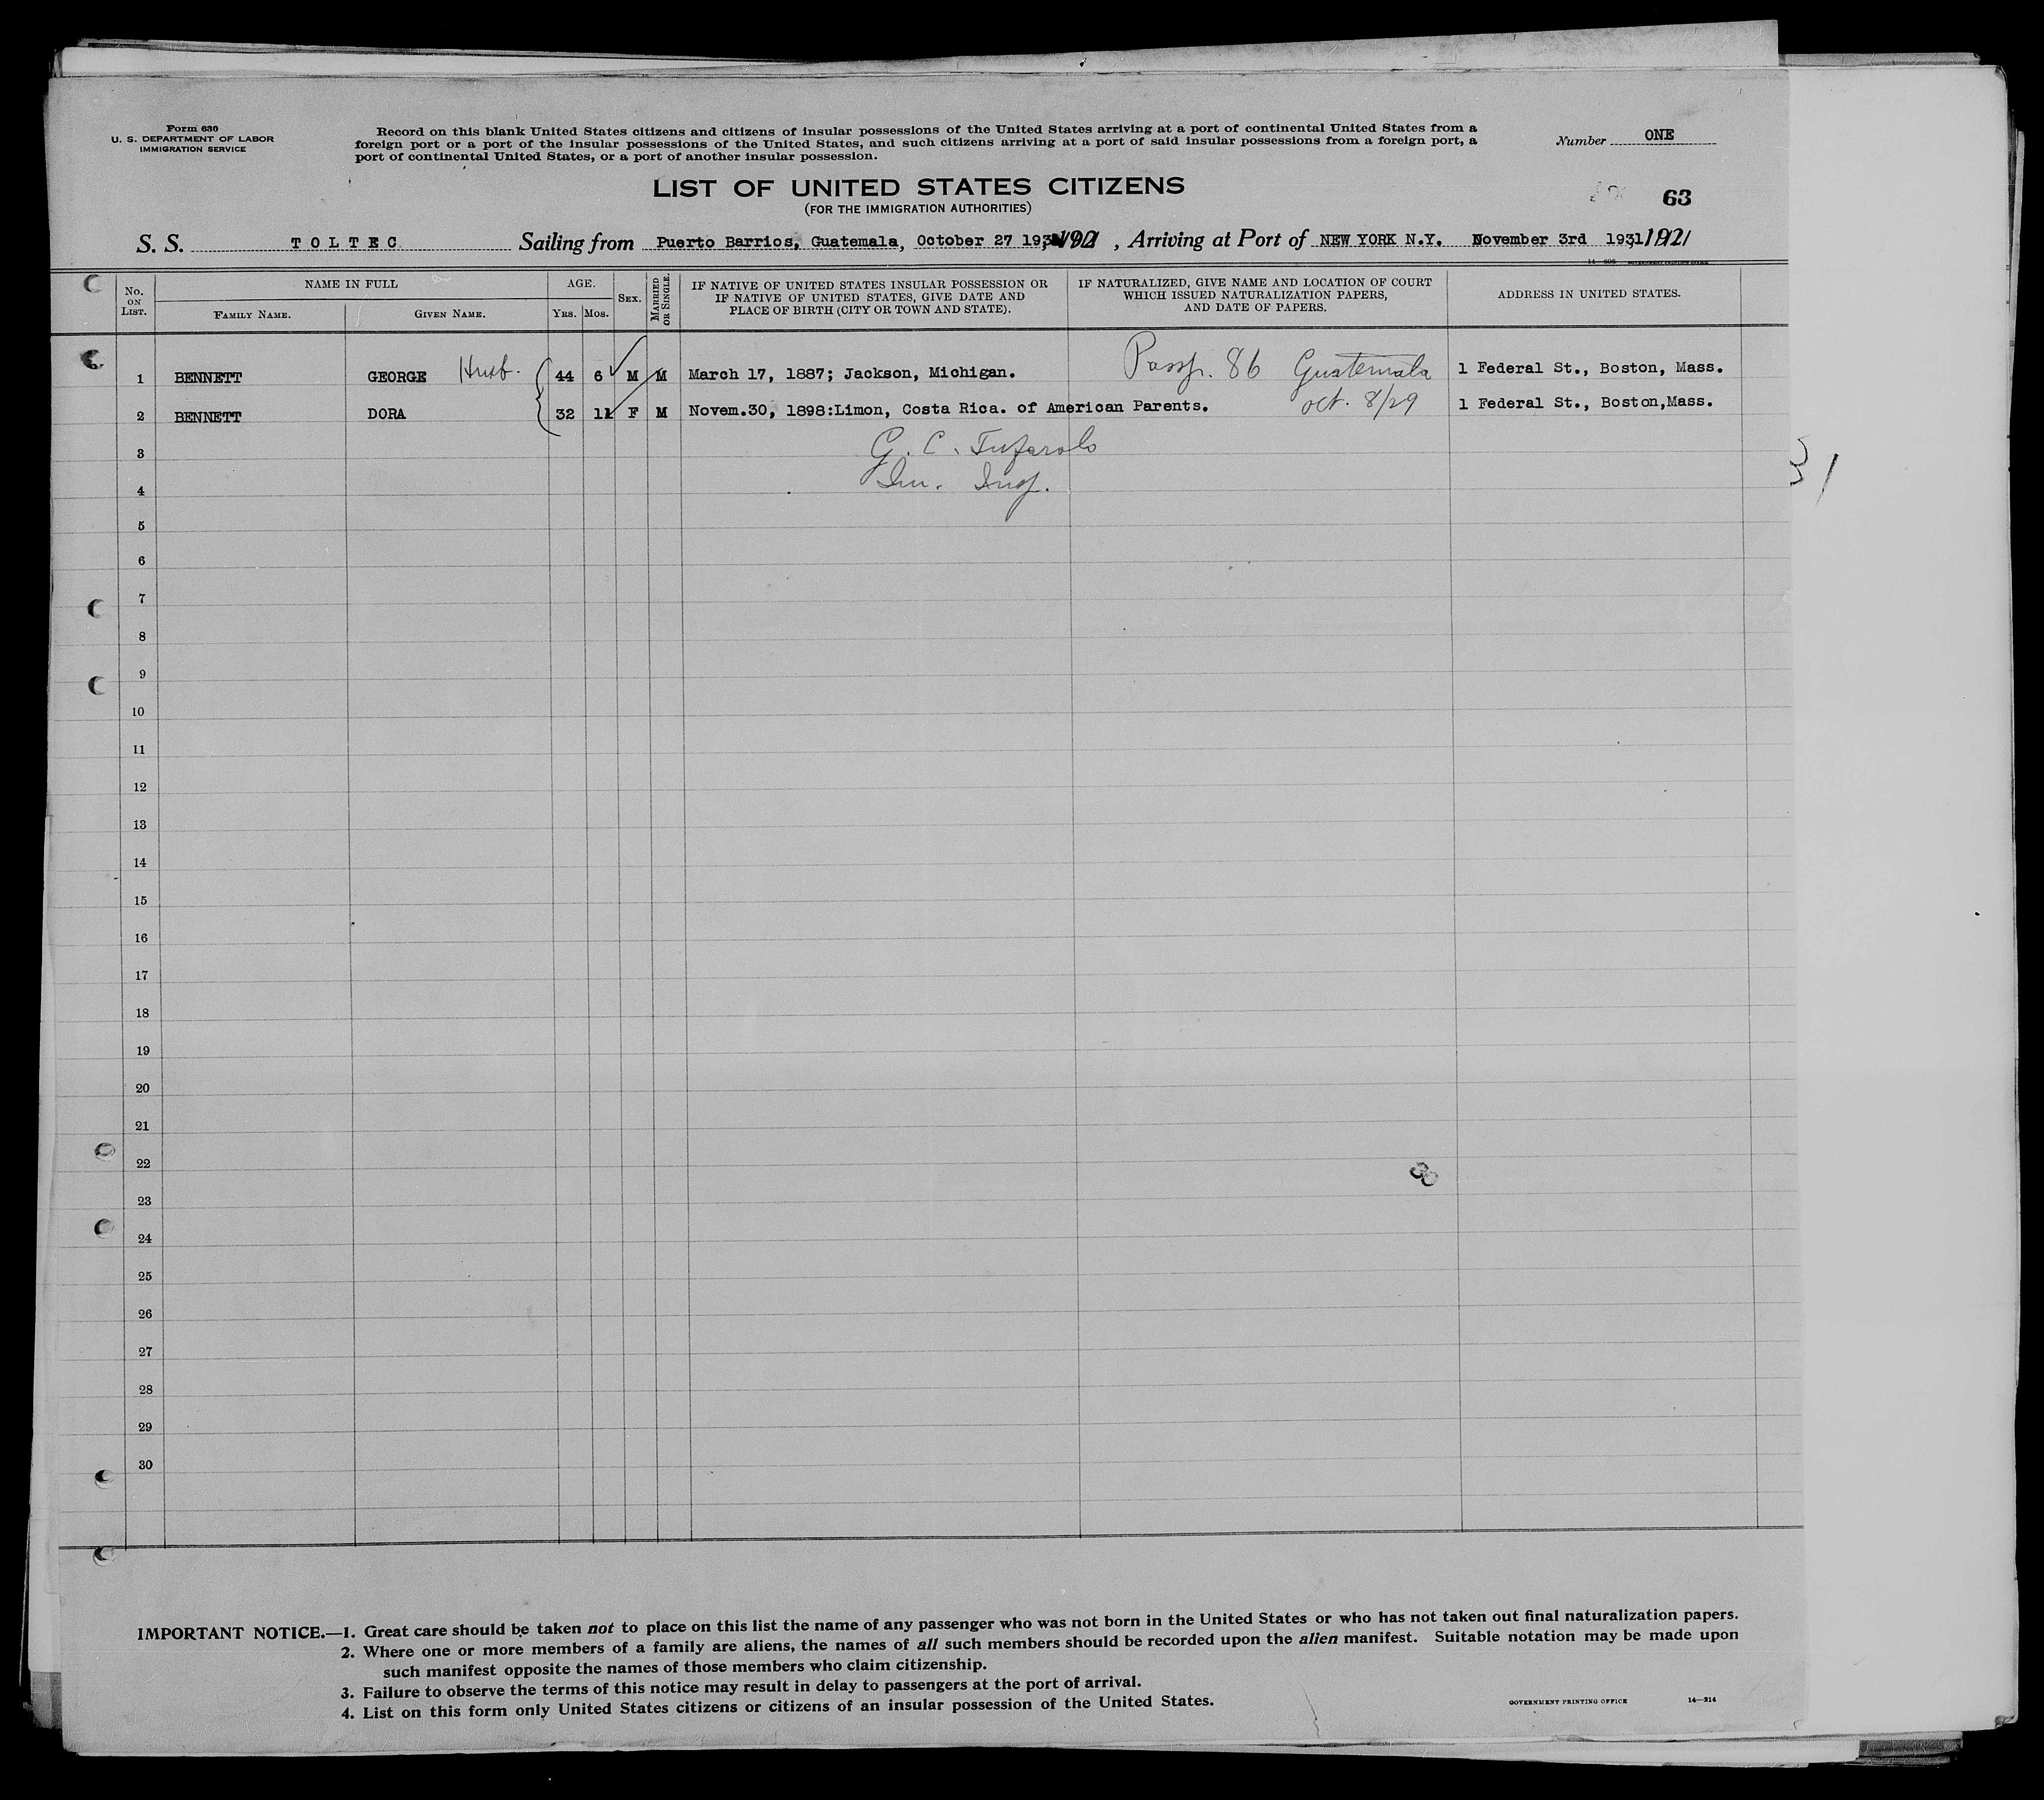 Form 630
U. S. DEPARTMENT OF LABOR
IMMIGRATION SERVICE
Record on this blank United States citizens and citizens of insular possessions of the United States arriving at a port of continental United States from a
foreign port or a port of the insular possessions of the United States, and such citizens arriving at a port of said insular possessions from a foreign port, a
port of continental United States, or a port of another insular possession.
Number ONE
LIST OF UNITED STATES CITIZENS
(FOR THE IMMIGRATION AUTHORITIES)
63
S. S. TOLTEC Sailing from Puerto Barrios, Guatemala, October 27 1931, Arriving at Port of NEW YORK N.Y. November 3rd 1931, 1921
No. ON LIST. NAME IN FULL FAMILY NAME. GIVEN NAME. AGE. YRS. MOS. SEX. MARRIED OR SINGLE. IF NATIVE OF UNITED STATES INSULAR POSSESSION OR IF NATIVE OF UNITED STATES, GIVE DATE AND PLACE OF BIRTH (CITY OR TOWN AND STATE). IF NATURALIZED, GIVE NAME AND LOCATION OF COURT WHICH ISSUED NATURALIZATION PAPERS, AND DATE OF PAPERS. ADDRESS IN UNITED STATES.
1 BENNETT GEORGE Husb. 44 6 M M March 17, 1887; Jackson, Michigan. Passp. 86 Guatemala 1 Federal St., Boston, Mass.
2 BENNETT DORA 32 11 F M Novem.30, 1898:Limon, Costa Rica. of American Parents. Oct. 8/29 1 Federal St., Boston,Mass.
3 G. C. Tufarolo
4 Im. Insp.
31
5
6
7
8
9
10
11
12
13
14
15
16
17
18
19
20
21
22
23
24
25
26
27
28
29
30
IMPORTANT NOTICE.—1. Great care should be taken not to place on this list the name of any passenger who was not born in the United States or who has not taken out final naturalization papers.
2. Where one or more members of a family are aliens, the names of all such members should be recorded upon the alien manifest. Suitable notation may be made upon
such manifest opposite the names of those members who claim citizenship.
3. Failure to observe the terms of this notice may result in delay to passengers at the port of arrival.
4. List on this form only United States citizens or citizens of an insular possession of the United States.
GOVERNMENT PRINTING OFFICE 14—214